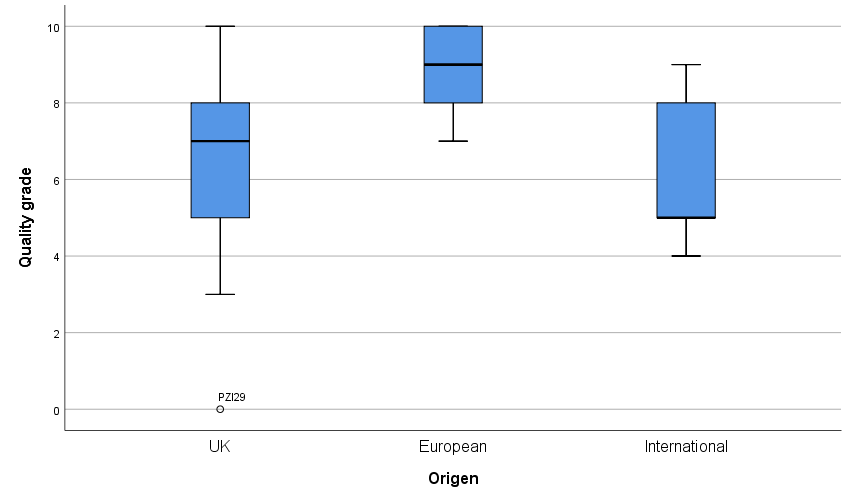 10
8
6
4
2
0
Quality grade
PZI29
UK
European
International
Origen